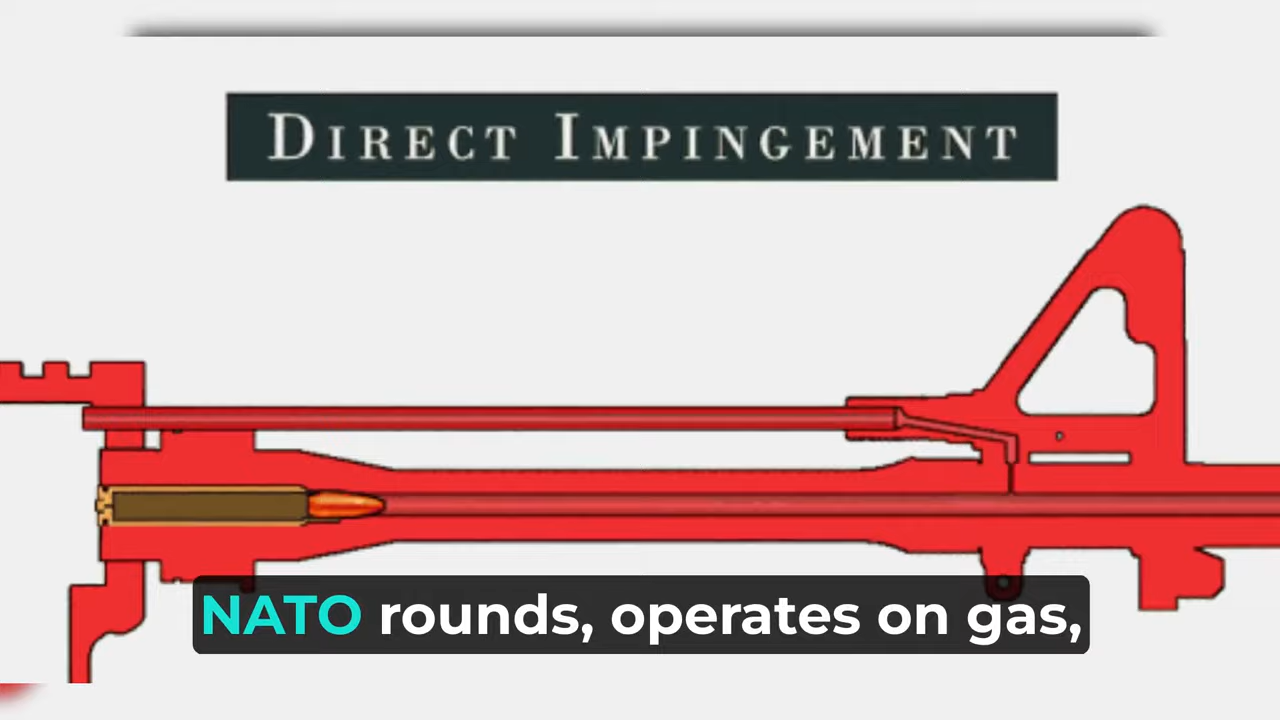 DIRECT IMPINGEMENT
NATO rounds, operates on gas,